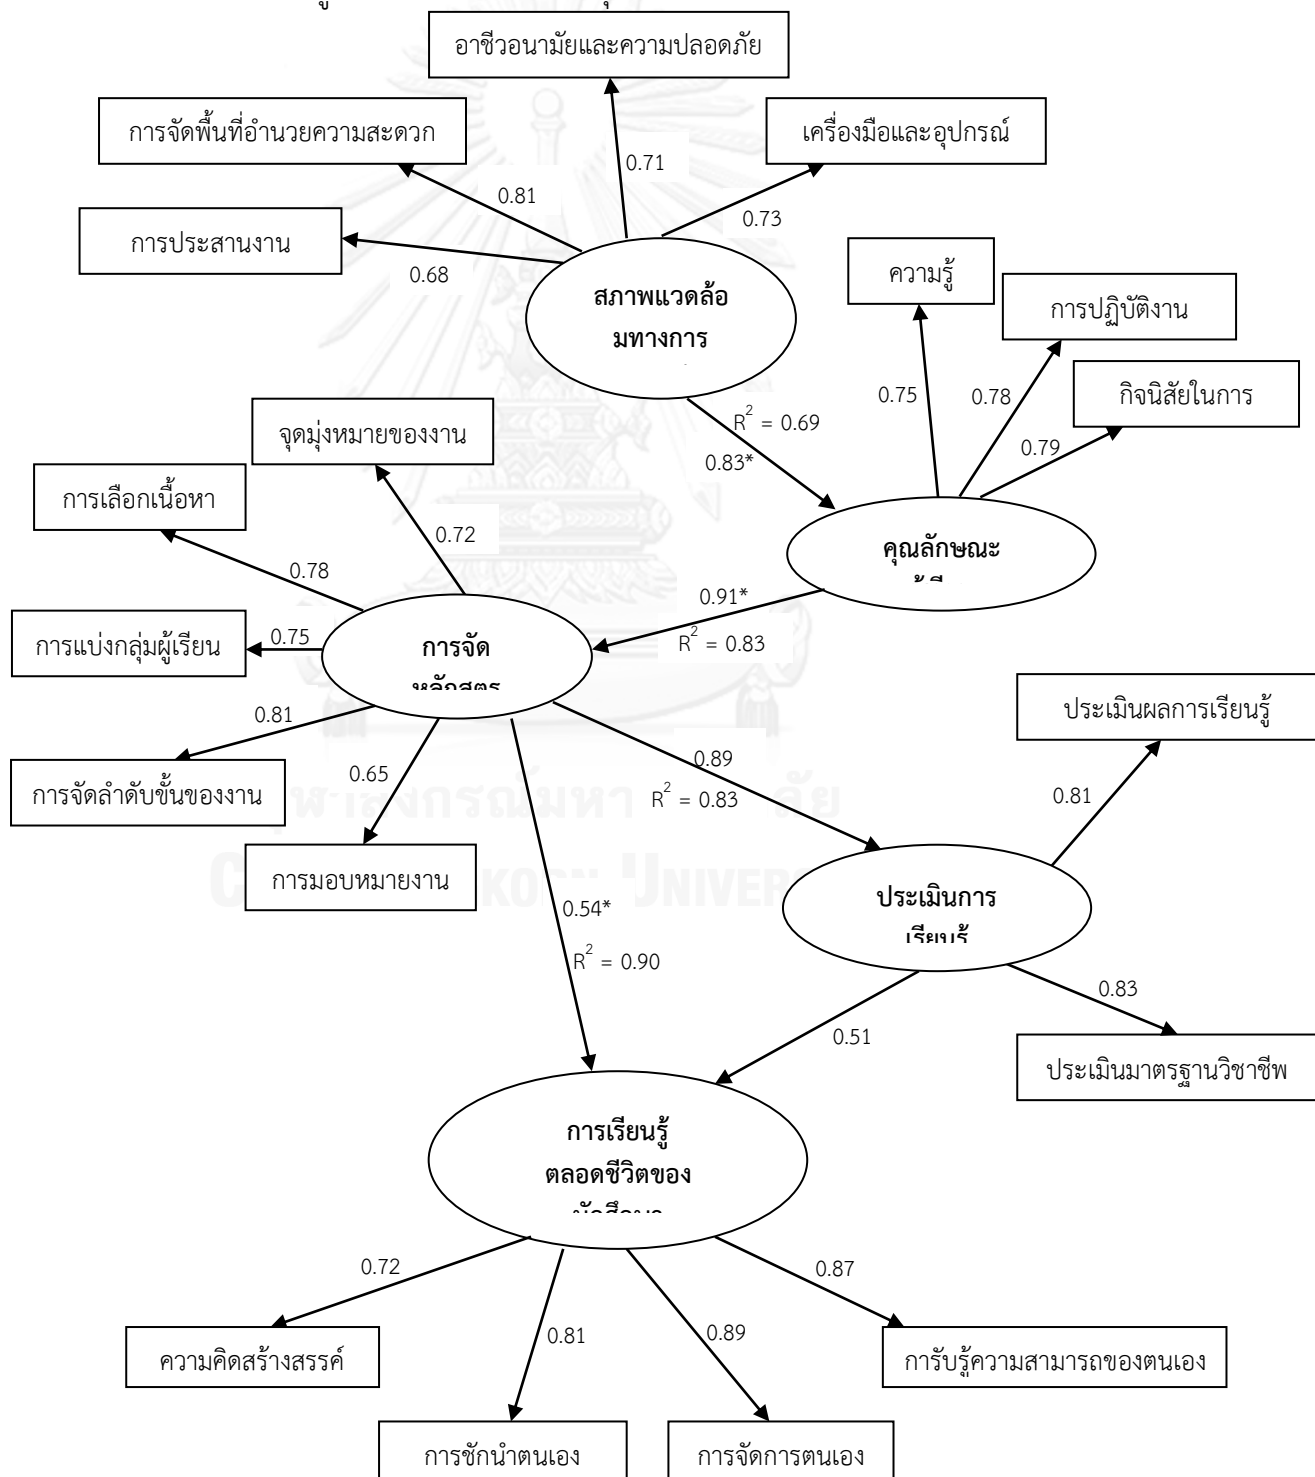 อาชีวอนามัยและความปลอดภัย
การจัดพื้นที่อำนวยความสะดวก
เครื่องมือและอุปกรณ์
0.71
0.81
0.73
การประสานงาน
0.68
ความรู้
สภาพแวดล้อ
มทางการ
การปฏิบัติงาน
0.75
0.78
กิจนิสัยในการ
0.79
R² = 0.69
0.83*
จุดมุ่งหมายของงาน
การเลือกเนื้อหา
0.72
0.78
คุณลักษณะ
0.91*
R² = 0.83
การแบ่งกลุ่มผู้เรียน
0.75
การจัด
หลักสูตร
0.81
ประเมินผลการเรียนรู้
0.89
R² = 0.83
0.65
0.81
การจัดลำดับขั้นของงาน
การมอบหมายงาน
ประเมินการ
เรียนรู้
0.54*
R² = 0.90
0.83
0.51
ประเมินมาตรฐานวิชาชีพ
การเรียนรู้
ตลอดชีวิตของ
นักศึกษา
0.72
0.87
0.81
0.89
ความคิดสร้างสรรค์
การับรู้ความสามารถของตนเอง
การชักนำตนเอง
การจัดการตนเอง